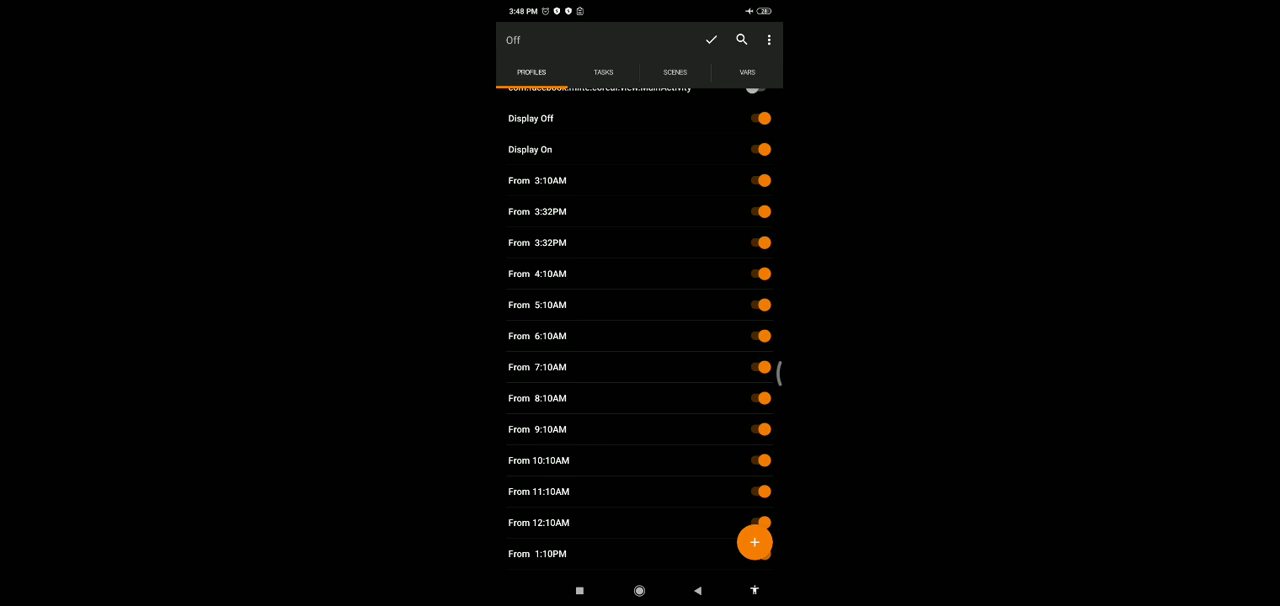 3:48 PM
28
Off
PROFILES
TASKS
SCENES
VARS
Display Off
Display On
From 3:10AM
From 3:32PM
From 3:32PM
From 4:10AM
From 5:10AM
From 6:10AM
From 7:10AM
From 8:10AM
From 9:10AM
From 10:10AM
From 11:10AM
From 12:10AM
From 1:10PM